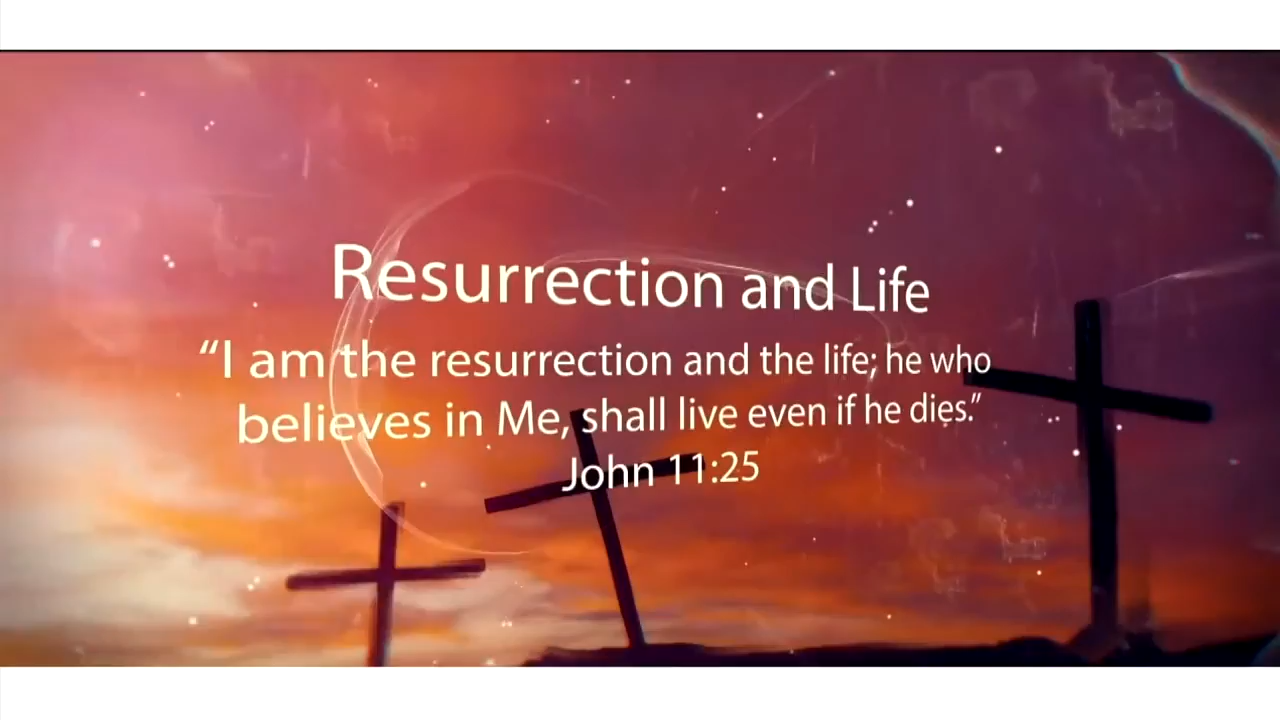 Resurrection and Life
“I am the resurrection and the life; he who
believes in Me, shall live even if he dies.”
John 11:25